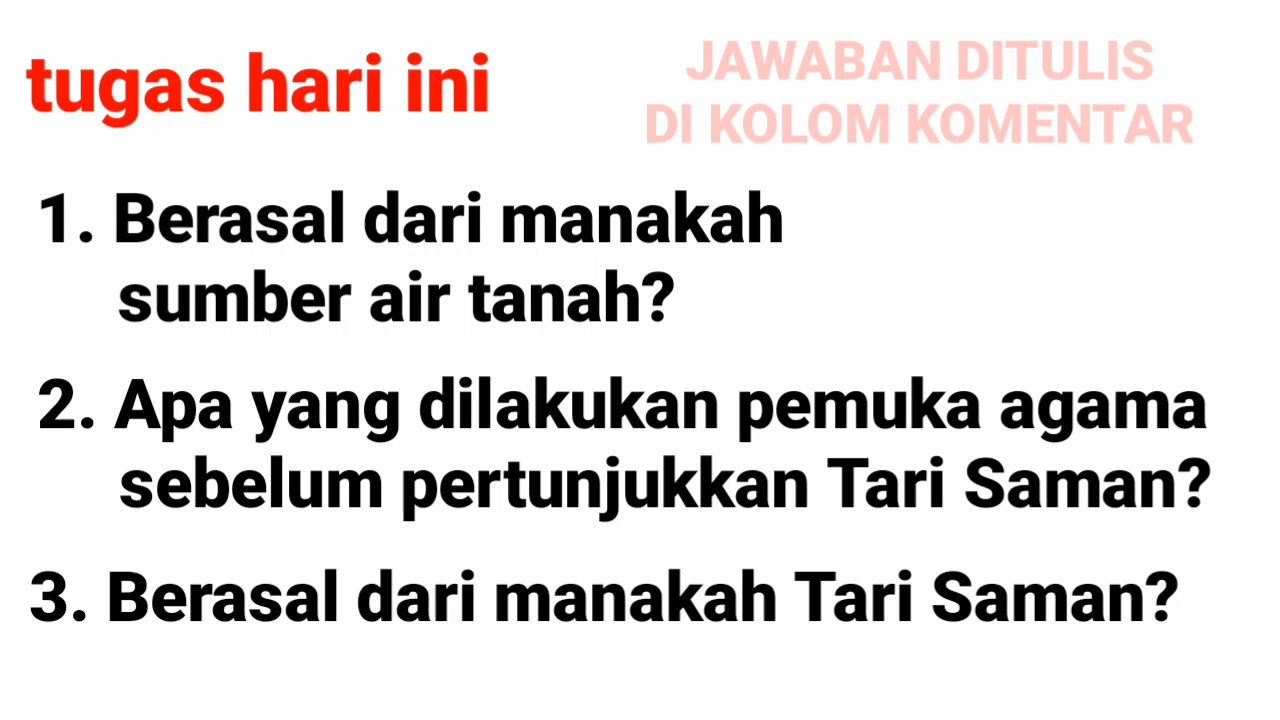 tugas hari ini
JAWABAN DITULIS
DI KOLOM KOMENTAR
1. Berasal dari manakah
sumber air tanah?
2. Apa yang dilakukan pemuka agama
sebelum pertunjukkan Tari Saman?
3. Berasal dari manakah Tari Saman?